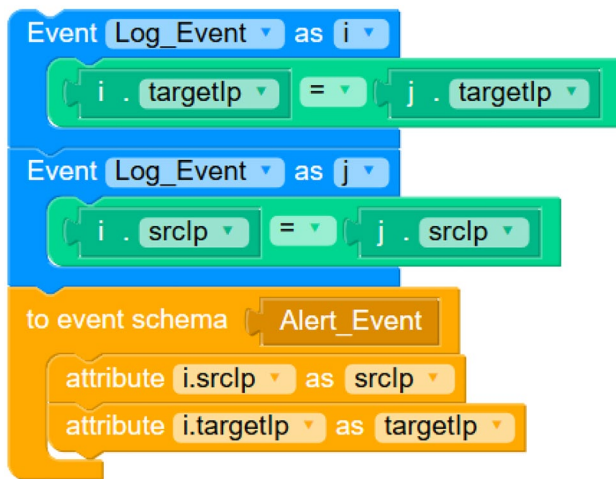 Event Log_Event ▾ as i ▾
i . targetIp ▾ = ▾ j . targetIp ▾
Event Log_Event ▾ as j ▾
i . srcIp ▾ = ▾ j . srcIp ▾
to event schema Alert_Event
attribute i.srcIp ▾ as srcIp ▾
attribute i.targetIp ▾ as targetIp ▾